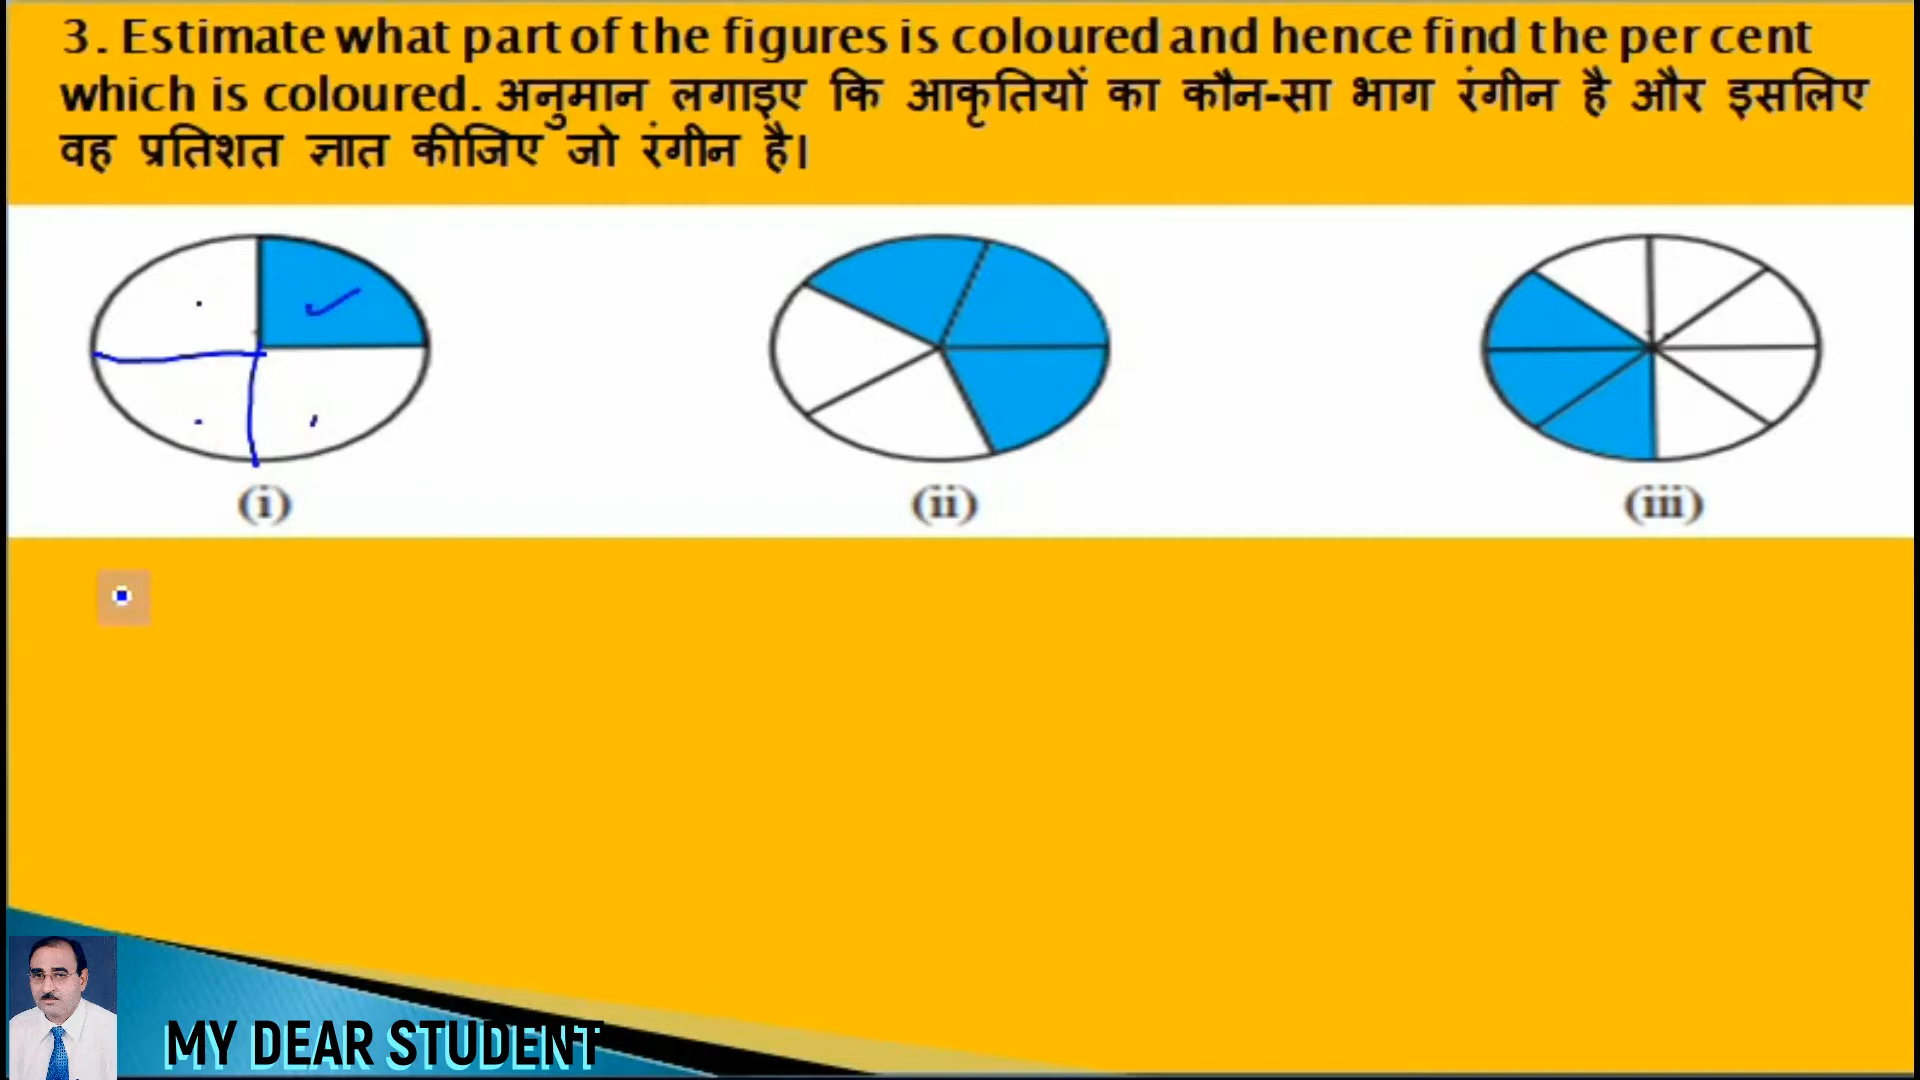 3. Estimate what part of the figures is coloured and hence find the per cent
which is coloured. अनुमान लगाइए कि आकृतियों का कौन-सा भाग रंगीन है और इसलिए
वह प्रतिशत ज्ञात कीजिए जो रंगीन है।
(i) (ii) (iii)
MY DEAR STUDENT